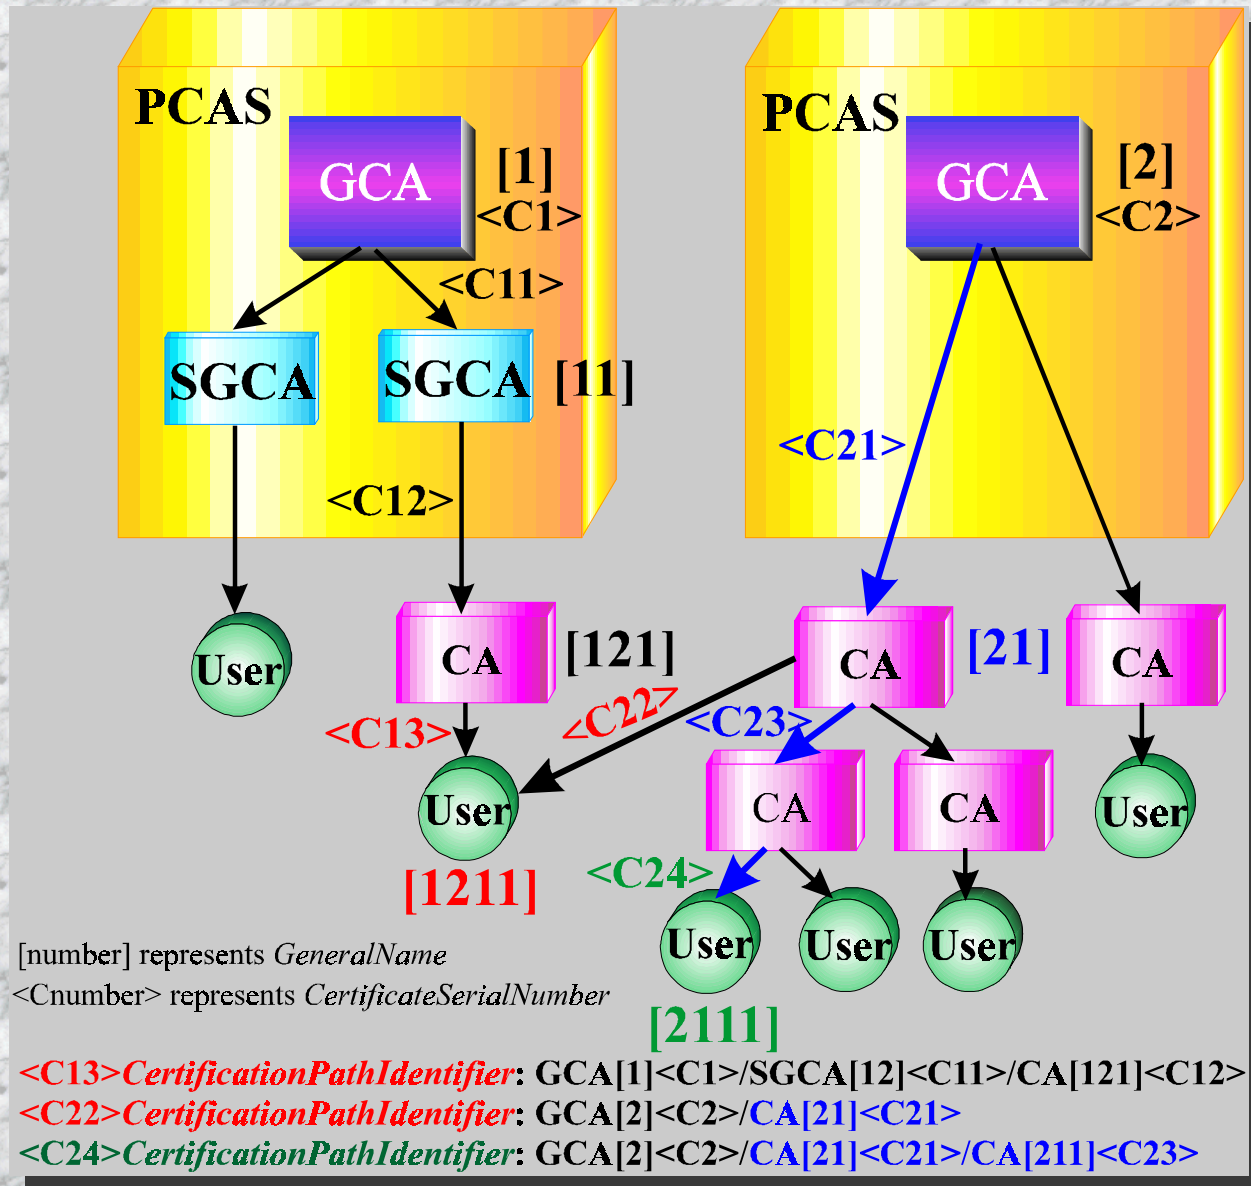 PCAS
GCA
[1]
<C1>
<C11>
SGCA
SGCA
[11]
<C12>
User
CA
[121]
<C13>
User
[1211]
PCAS
GCA
[2]
<C2>
<C21>
CA
[21]
CA
<C22>
<C23>
CA
CA
User
<C24>
User
User
User
[2111]
[number] represents GeneralName
<Cnumber> represents CertificateSerialNumber
<C13>CertificationPathIdentifier: GCA[1]<C1>/SGCA[12]<C11>/CA[121]<C12>
<C22>CertificationPathIdentifier: GCA[2]<C2>/CA[21]<C21>
<C24>CertificationPathIdentifier: GCA[2]<C2>/CA[21]<C21>/CA[211]<C23>